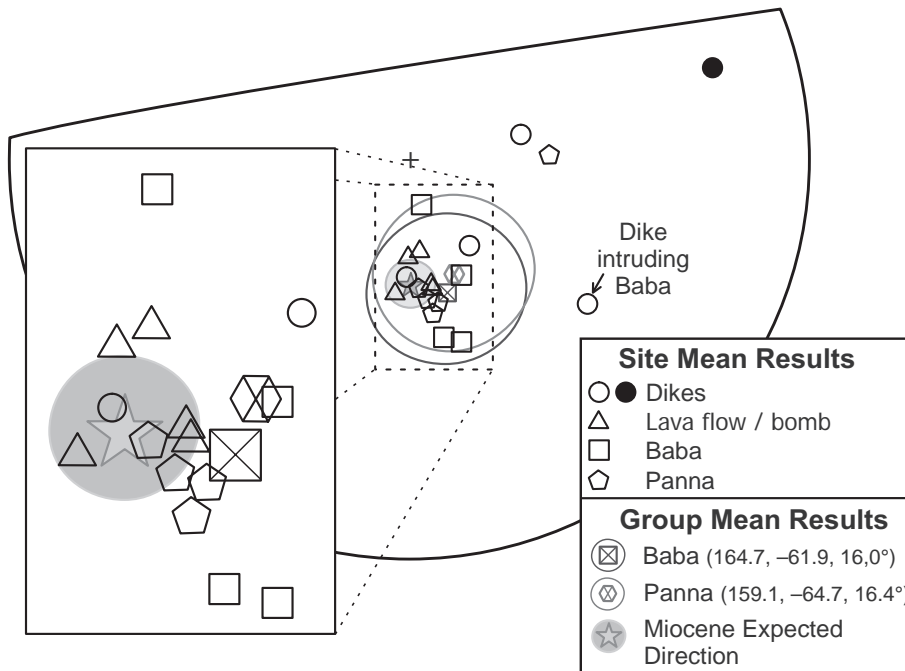 Dike
intruding
Baba
Site Mean Results
Dikes
Lava flow / bomb
Baba
Panna
Group Mean Results
Baba (164.7, –61.9, 16,0°)
Panna (159.1, –64.7, 16.4°)
Miocene Expected
Direction